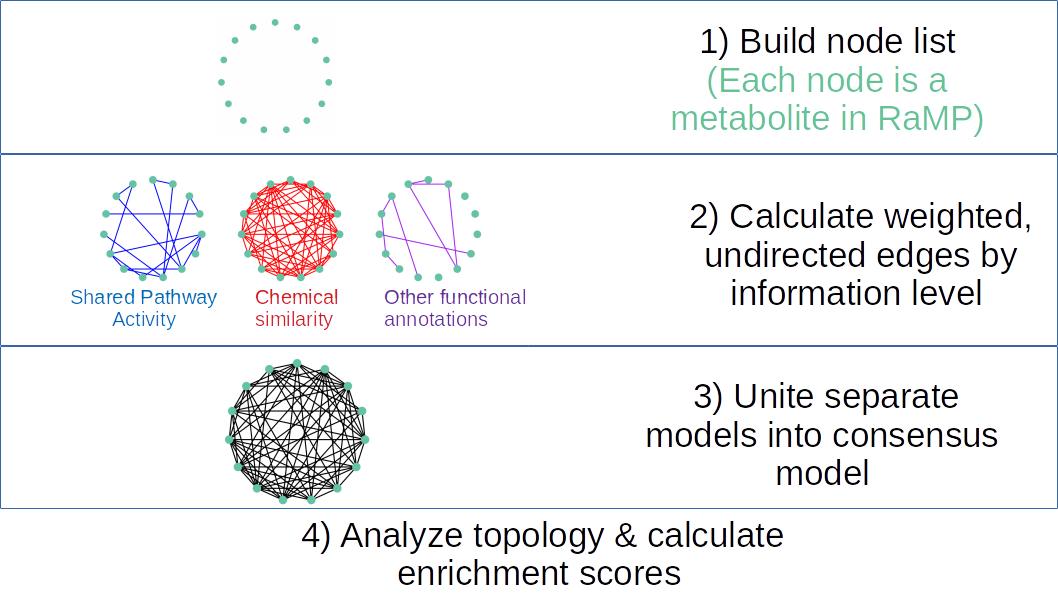 1) Build node list
(Each node is a
metabolite in RaMP)
2) Calculate weighted,
undirected edges by
information level
Shared Pathway
Activity
Chemical
similarity
Other functional
annotations
3) Unite separate
models into consensus
model
4) Analyze topology & calculate
enrichment scores